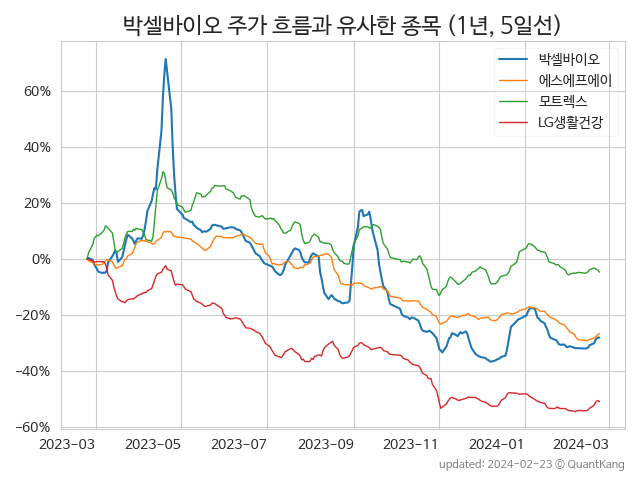 박셀바이오 주가 흐름과 유사한 종목 (1년, 5일선)
박셀바이오
에스에프에이
모트렉스
LG생활건강
60%
40%
20%
0%
−20%
−40%
−60%
2023-03 2023-05 2023-07 2023-09 2023-11 2024-01 2024-03
updated: 2024-02-23 © QuantKang